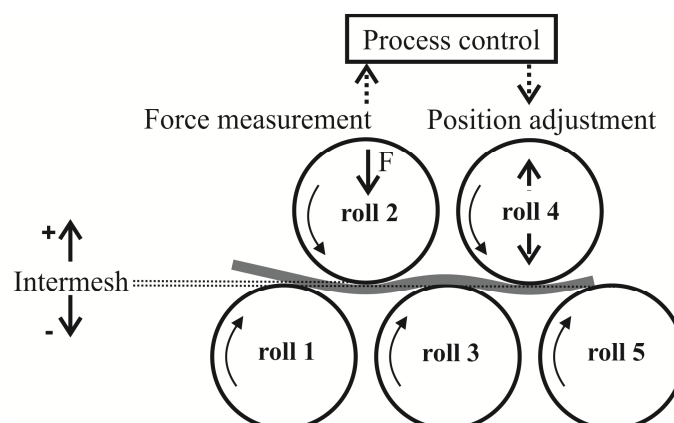 Process control
Force measurement
Position adjustment
F
roll 2
roll 4
+
Intermesh
-
roll 1
roll 3
roll 5